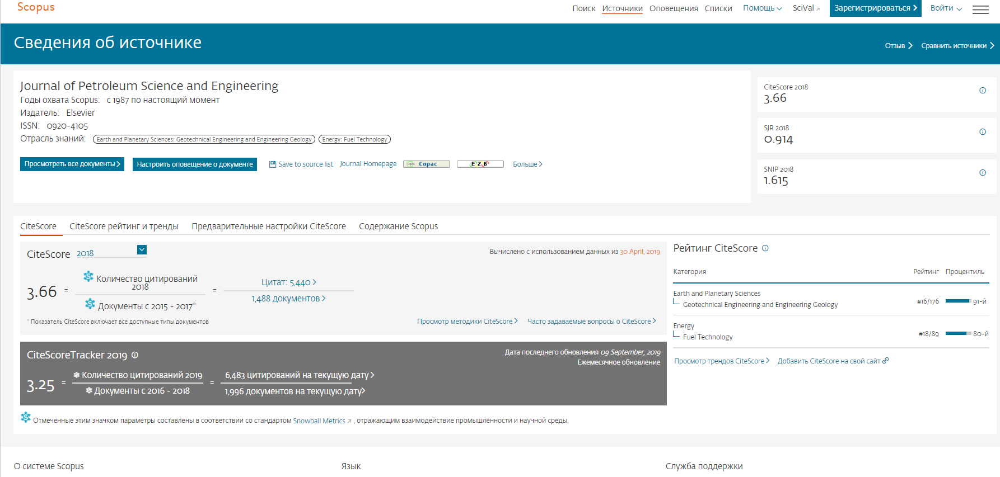 Scopus
Поиск Источники Оповещения Списки Помощь SciVal Зарегистрироваться Войти
Сведения об источнике
Отзыв Сравнить источники
Journal of Petroleum Science and Engineering
Годы охвата Scopus: с 1987 по настоящий момент
Издатель: Elsevier
ISSN: 0920-4105
Отрасль знаний: Earth and Planetary Sciences: Geotechnical Engineering and Engineering Geology Energy: Fuel Technology
Просмотреть все документы Настроить оповещение о документе Save to source list Journal Homepage copac Copac EZB Больше
CiteScore 2018
3.66
SJR 2018
0.914
SNIP 2018
1.615
CiteScore CiteScore рейтинг и тренды Предварительные настройки CiteScore Содержание Scopus
CiteScore 2018
Вычислено с использованием данных из 30 April, 2019
3.66 = Количество цитирований 2018 / Документы с 2015 - 2017* = Цитат: 5,440 / 1,488 документов
* Показатель CiteScore включает все доступные типы документов
Просмотр методики CiteScore Часто задаваемые вопросы о CiteScore
CiteScoreTracker 2019
Дата последнего обновления 09 September, 2019
Ежемесячное обновление
3.25 = Количество цитирований 2019 / Документы с 2016 - 2018 = 6,483 цитирований на текущую дату / 1,996 документов на текущую дату
Отмеченные этим значком параметры составлены в соответствии со стандартом Snowball Metrics , отражающим взаимодействие промышленности и научной среды.
Рейтинг CiteScore
Категория Рейтинг Процентиль
Earth and Planetary Sciences
Geotechnical Engineering and Engineering Geology #16/176 91-й
Energy
Fuel Technology #18/89 80-й
Просмотр трендов CiteScore Добавить CiteScore на свой сайт
О системе Scopus Язык Служба поддержки